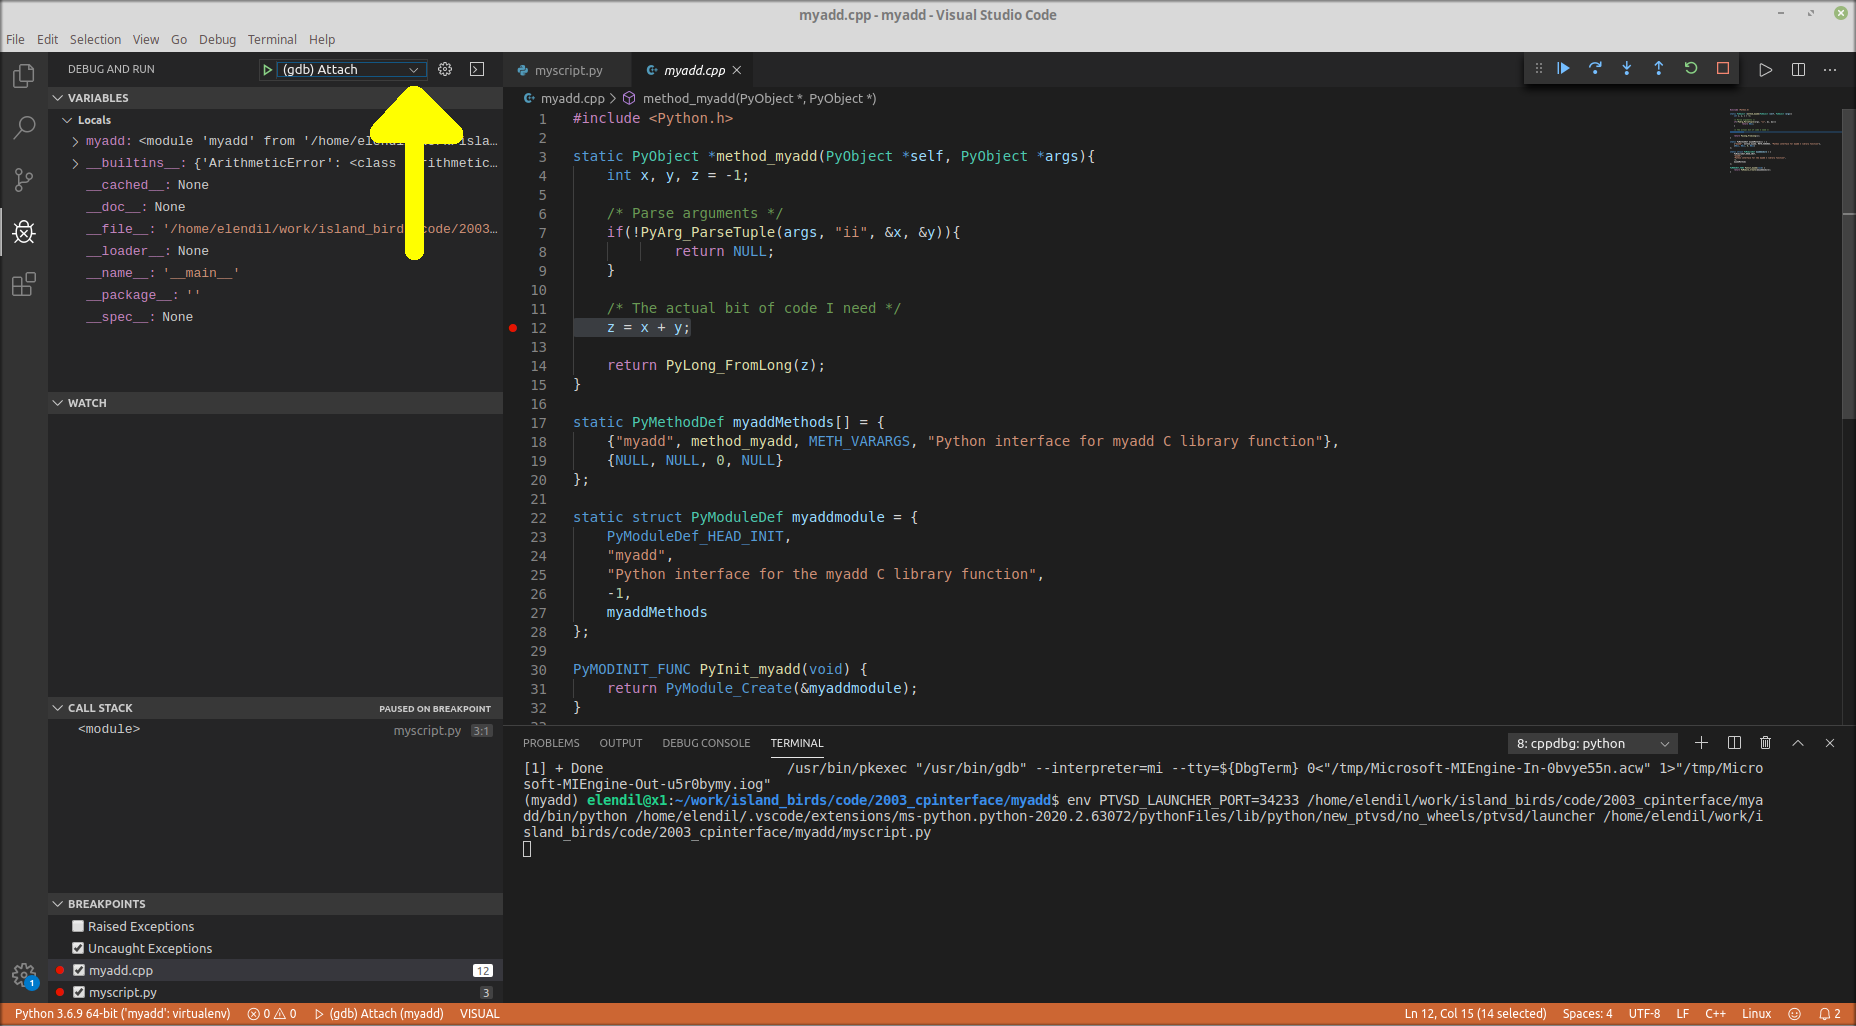 myadd.cpp - myadd - Visual Studio Code
File Edit Selection View Go Debug Terminal Help
DEBUG AND RUN
(gdb) Attach
VARIABLES
Locals
myadd: <module 'myadd' from '/home/el
__builtins__: {'ArithmeticError': <class
__cached__: None
__doc__: None
__file__: '/home/elendil/work/island_bird code/2003...
__loader__: None
__name__: '__main__'
__package__: ''
__spec__: None
WATCH
CALL STACK PAUSED ON BREAKPOINT
<module> myscript.py 3:1
BREAKPOINTS
Raised Exceptions
Uncaught Exceptions
myadd.cpp 12
myscript.py 3
myscript.py
myadd.cpp
myadd.cpp > method_myadd(PyObject *, PyObject *)
1 #include <Python.h>
2
3 static PyObject *method_myadd(PyObject *self, PyObject *args){
4 int x, y, z = -1;
5
6 /* Parse arguments */
7 if(!PyArg_ParseTuple(args, "ii", &x, &y)){
8 return NULL;
9 }
10
11 /* The actual bit of code I need */
12 z = x + y;
13
14 return PyLong_FromLong(z);
15 }
16
17 static PyMethodDef myaddMethods[] = {
18 {"myadd", method_myadd, METH_VARARGS, "Python interface for myadd C library function"},
19 {NULL, NULL, 0, NULL}
20 };
21
22 static struct PyModuleDef myaddmodule = {
23 PyModuleDef_HEAD_INIT,
24 "myadd",
25 "Python interface for the myadd C library function",
26 -1,
27 myaddMethods
28 };
29
30 PyMODINIT_FUNC PyInit_myadd(void) {
31 return PyModule_Create(&myaddmodule);
32 }
PROBLEMS OUTPUT DEBUG CONSOLE TERMINAL
8: cppdbg: python
[1] + Done /usr/bin/pkexec "/usr/bin/gdb" --interpreter=mi --tty=${DbgTerm} 0<"/tmp/Microsoft-MIEngine-In-0bvye55n.acw" 1>"/tmp/Micro
soft-MIEngine-Out-u5r0bymy.iog"
(myadd) elendil@x1:~/work/island_birds/code/2003_cpinterface/myadd$ env PTVSD_LAUNCHER_PORT=34233 /home/elendil/work/island_birds/code/2003_cpinterface/mya
dd/bin/python /home/elendil/.vscode/extensions/ms-python.python-2020.2.63072/pythonFiles/lib/python/new_ptvsd/no_wheels/ptvsd/launcher /home/elendil/work/i
sland_birds/code/2003_cpinterface/myadd/myscript.py
1
Python 3.6.9 64-bit ('myadd': virtualenv) 0 0 (gdb) Attach (myadd) VISUAL
Ln 12, Col 15 (14 selected) Spaces: 4 UTF-8 LF C++ Linux 2